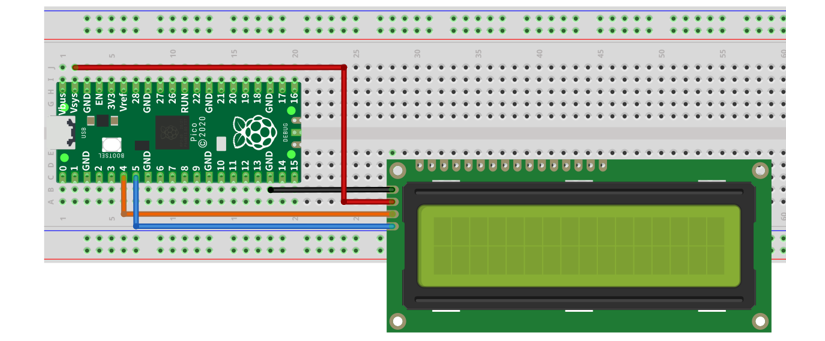 1 5 10 15 20 25 30 35 40 45 50 55 60
J
I
H
G
Vbus Vsys GND EN 3V3 Vref 28 GND 27 26 RUN 22 GND 21 20 19 18 GND 17 16
USB
BOOTSEL
Pico
©2020
DEBUG
0 1 GND 2 3 4 5 GND 6 7 8 9 GND 10 11 12 13 GND 14 15
E
D
C
B
A
1 5 10 15 20 25 60